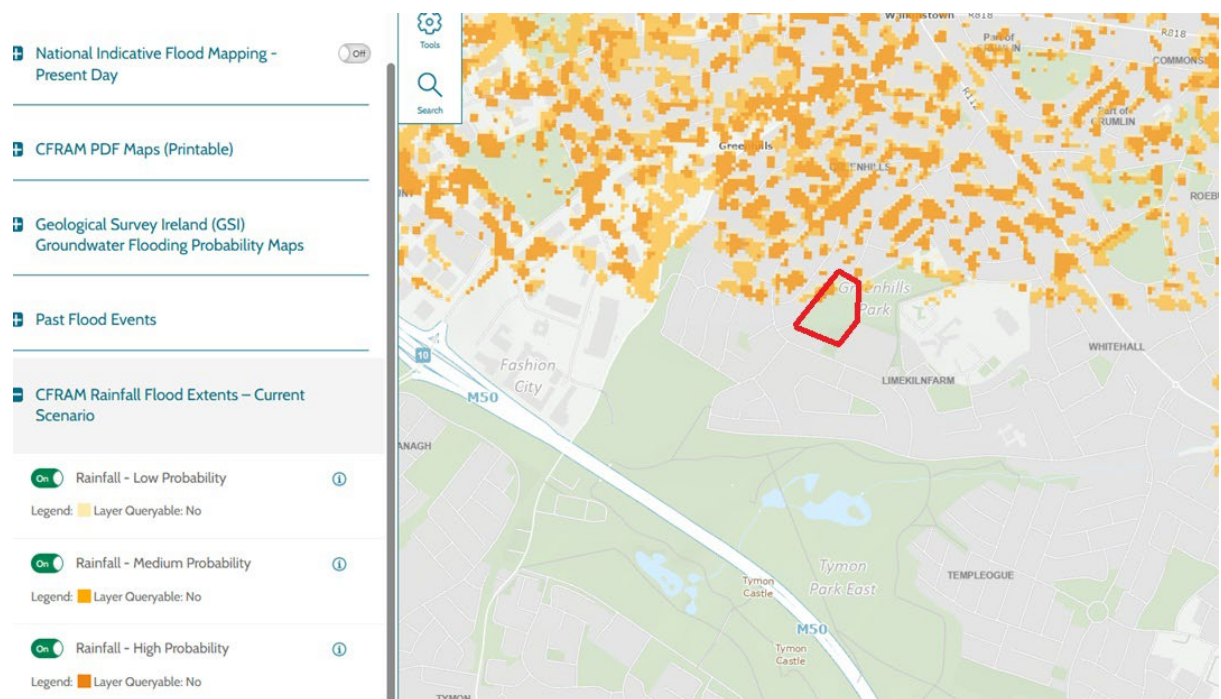 National Indicative Flood Mapping -
Present Day
Off
CFRAM PDF Maps (Printable)
Geological Survey Ireland (GSI)
Groundwater Flooding Probability Maps
Past Flood Events
CFRAM Rainfall Flood Extents – Current
Scenario
On Rainfall - Low Probability
Legend: Layer Queryable: No
On Rainfall - Medium Probability
Legend: Layer Queryable: No
On Rainfall - High Probability
Legend: Layer Queryable: No
Tools
Search
R818
R818
Part of
COMMONS
R112
Part of
CRUMLIN
Greenhills
GREENHILLS
ROEBU
Greenhills
Park
WHITEHALL
10
Fashion
City
M50
LIMEKILNFARM
ANAGH
Tymon
Park East
TEMPLEOGUE
Tymon
Castle
M50
Tymon
Castle
TYMON